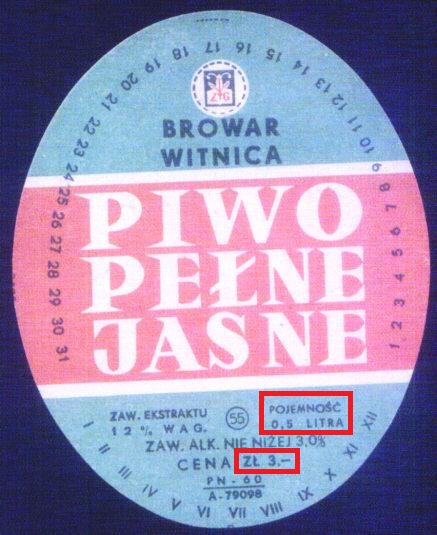 1 2 3 4 5 6 7 8 9 10 11 12 13 14 15 16 17 18 19 20 21 22 23 24 25 26 27 28 29 30 31
ZG
BROWAR
WITNICA
PIWO
PEŁNE
JASNE
ZAW. EKSTRAKTU
12% WAG.
55
POJEMNOŚĆ
0,5 LITRA
ZAW. ALK. NIE NIŻEJ 3,0%
CENA ZŁ 3.–
PN-60
A-79098
I II III IV V VI VII VIII IX X XI XII